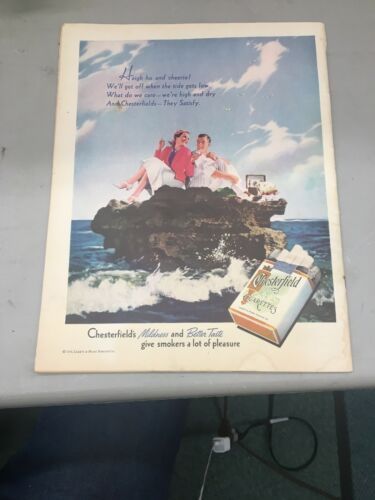 Heigh ho and cheerio!
We'll get off when the tide gets low
What do we care—we're high and dry
And Chesterfields—They Satisfy.
Chesterfield
CIGARETTES
Chesterfield's Mildness and Better Taste
give smokers a lot of pleasure